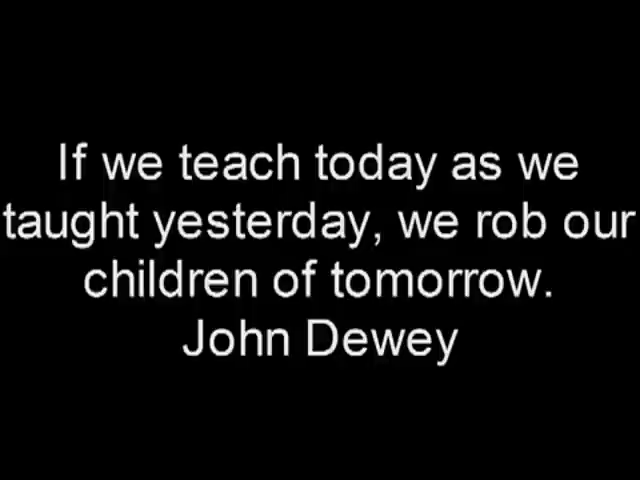 If we teach today as we
taught yesterday, we rob our
children of tomorrow.
John Dewey